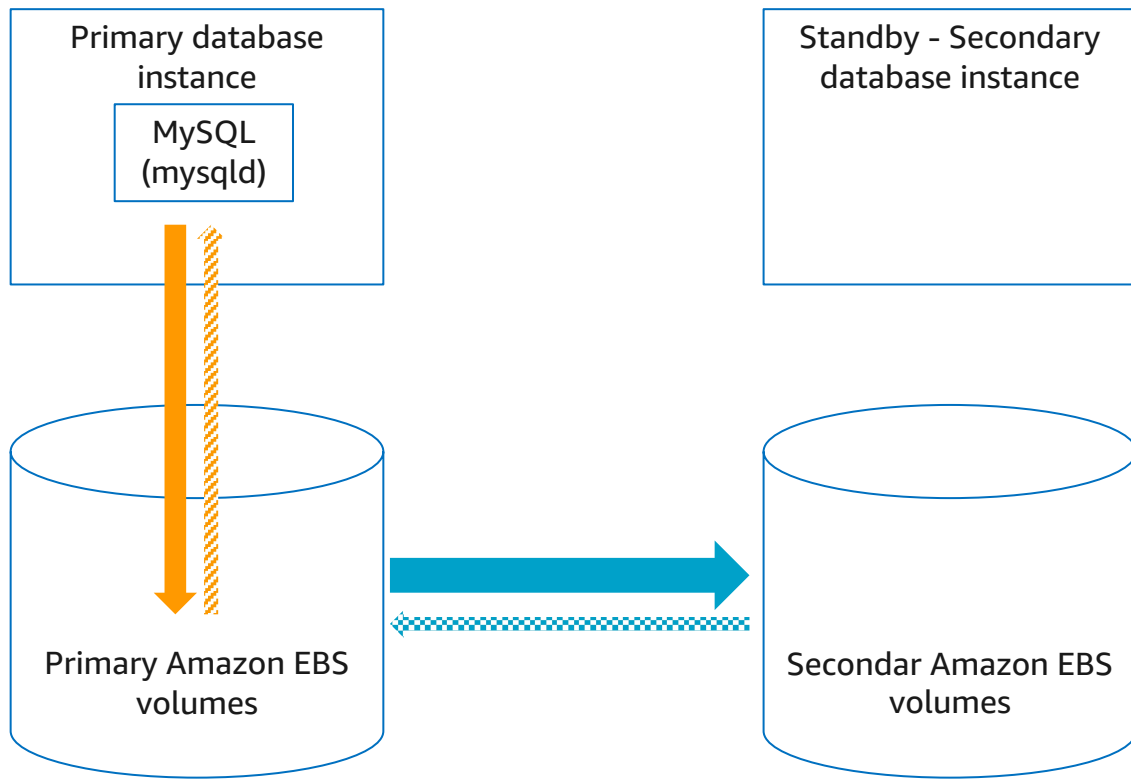 Primary database
instance
MySQL
(mysqld)
Standby - Secondary
database instance
Primary Amazon EBS
volumes
Secondar Amazon EBS
volumes